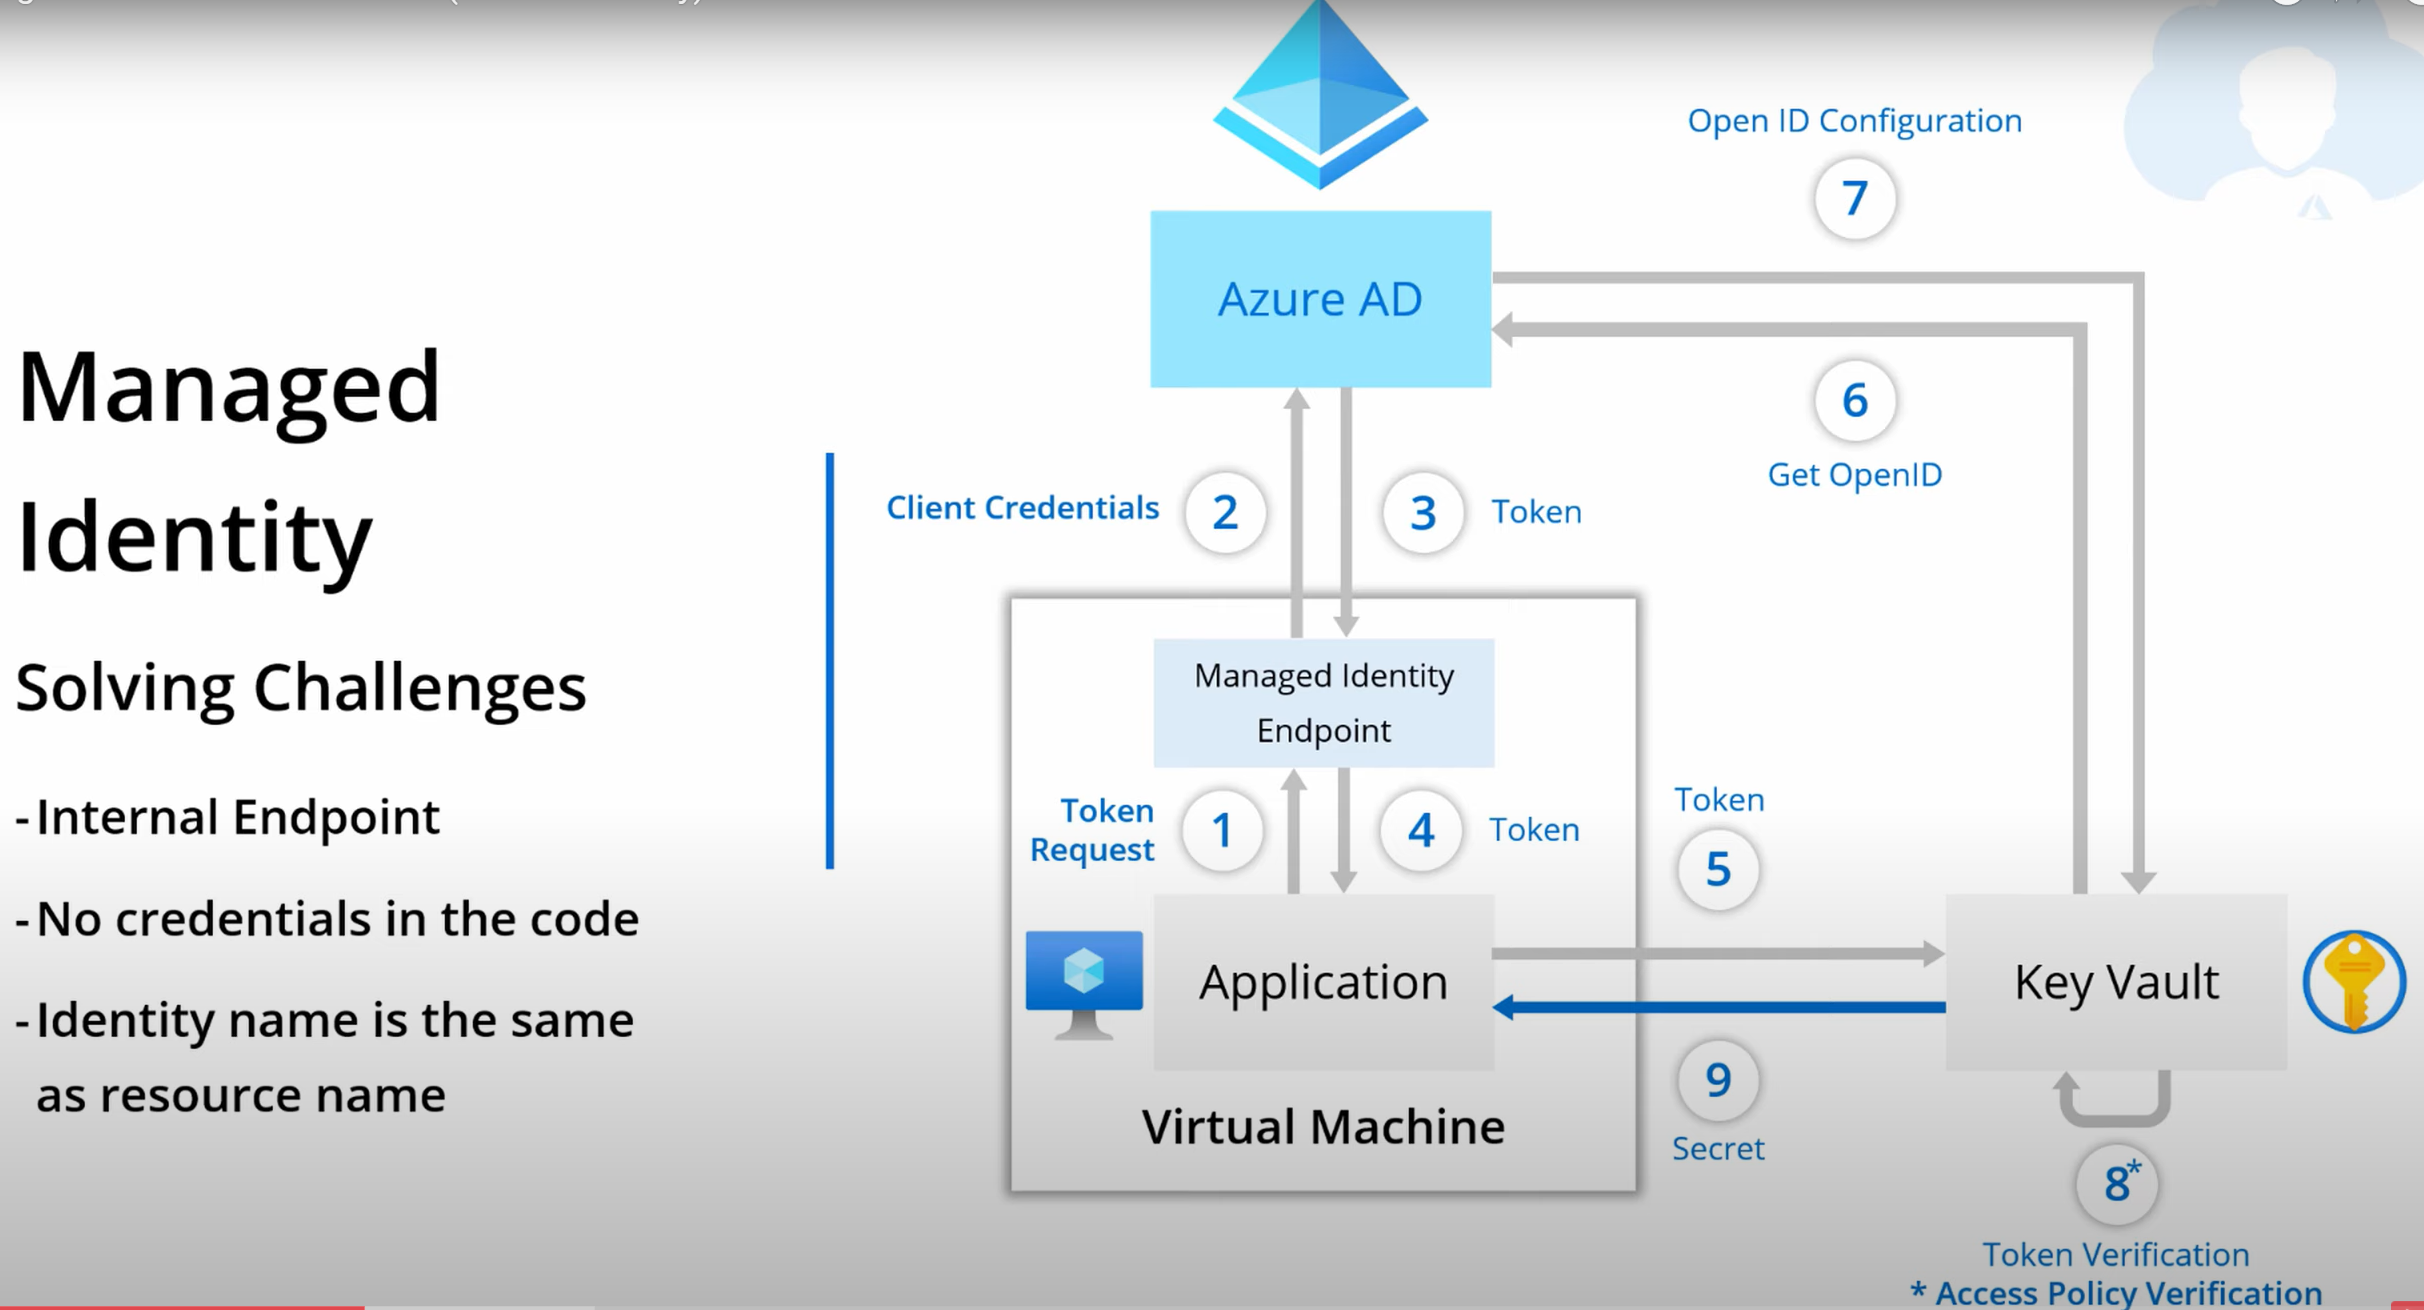 Managed
Identity
Solving Challenges
- Internal Endpoint
- No credentials in the code
- Identity name is the same
as resource name
Open ID Configuration
7
Azure AD
6
Get OpenID
Client Credentials
2
3
Token
Managed Identity
Endpoint
Token
Request
1
4
Token
Token
5
Application
Key Vault
9
Secret
Virtual Machine
8*
Token Verification
* Access Policy Verification